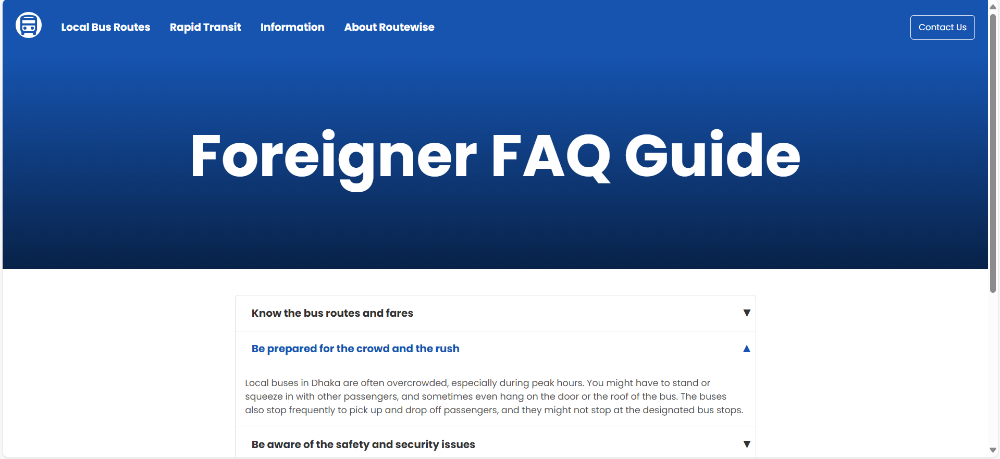 Local Bus Routes Rapid Transit Information About Routewise Contact Us
Foreigner FAQ Guide
Know the bus routes and fares ▼
Be prepared for the crowd and the rush ▲
Local buses in Dhaka are often overcrowded, especially during peak hours. You might have to stand or
squeeze in with other passengers, and sometimes even hang on the door or the roof of the bus. The buses
also stop frequently to pick up and drop off passengers, and they might not stop at the designated bus stops.
Be aware of the safety and security issues ▼